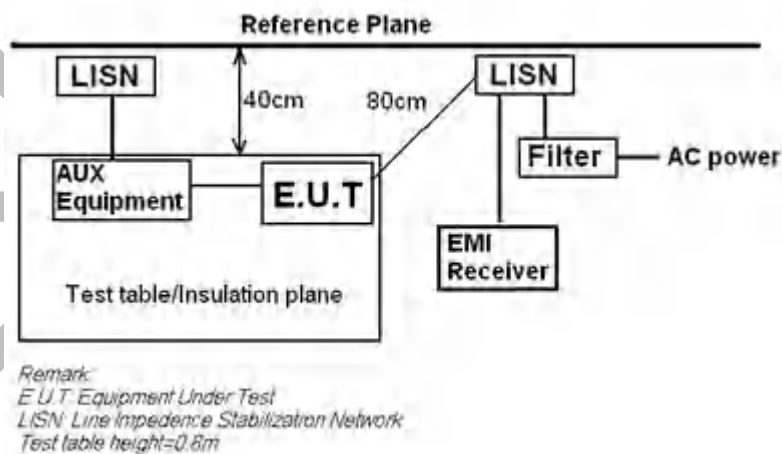 Reference Plane
LISN
40cm
80cm
LISN
Filter
AC power
AUX
Equipment
E.U.T
EMI
Receiver
Test table/Insulation plane
Remark:
E.U.T: Equipment Under Test
LISN: Line Impedence Stabilization Network
Test table height=0.8m